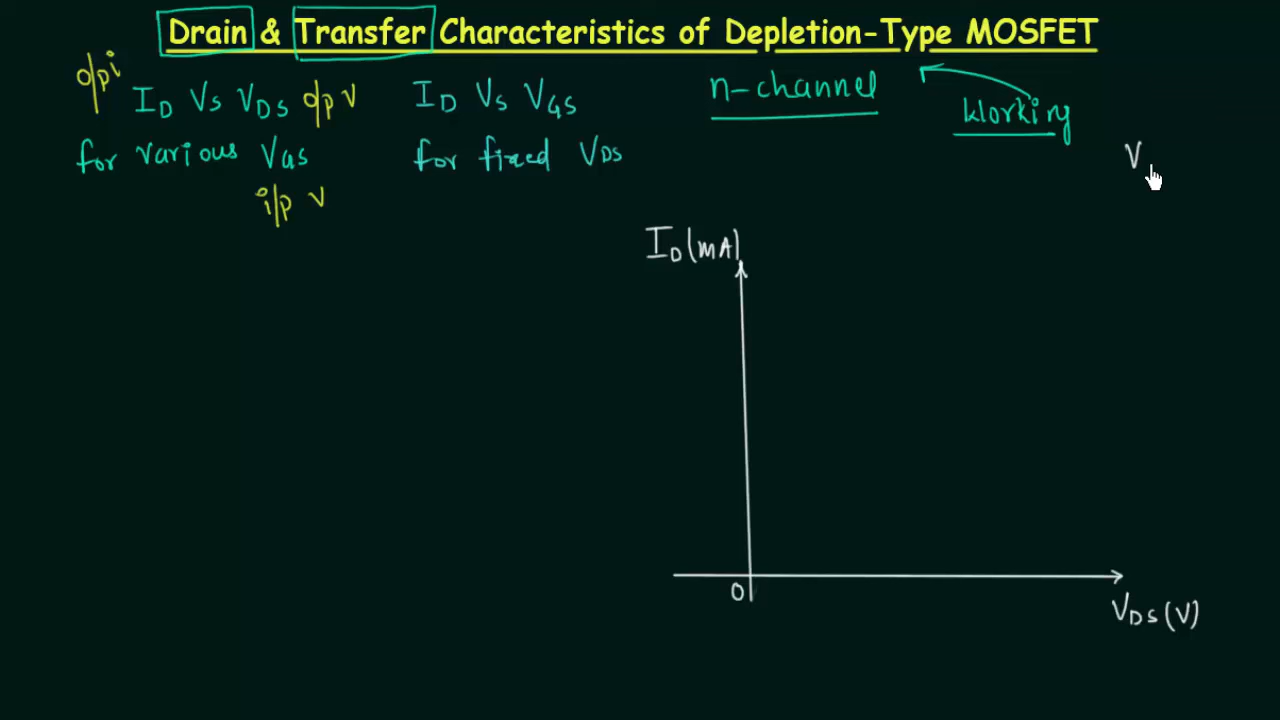 Drain & Transfer Characteristics of Depletion-Type MOSFET
o/p i
ID Vs VDS o/p v
for various VGS
i/p v
ID Vs VGS
for fixed VDS
n-channel
Working
V
ID(mA)
0
VDS(V)